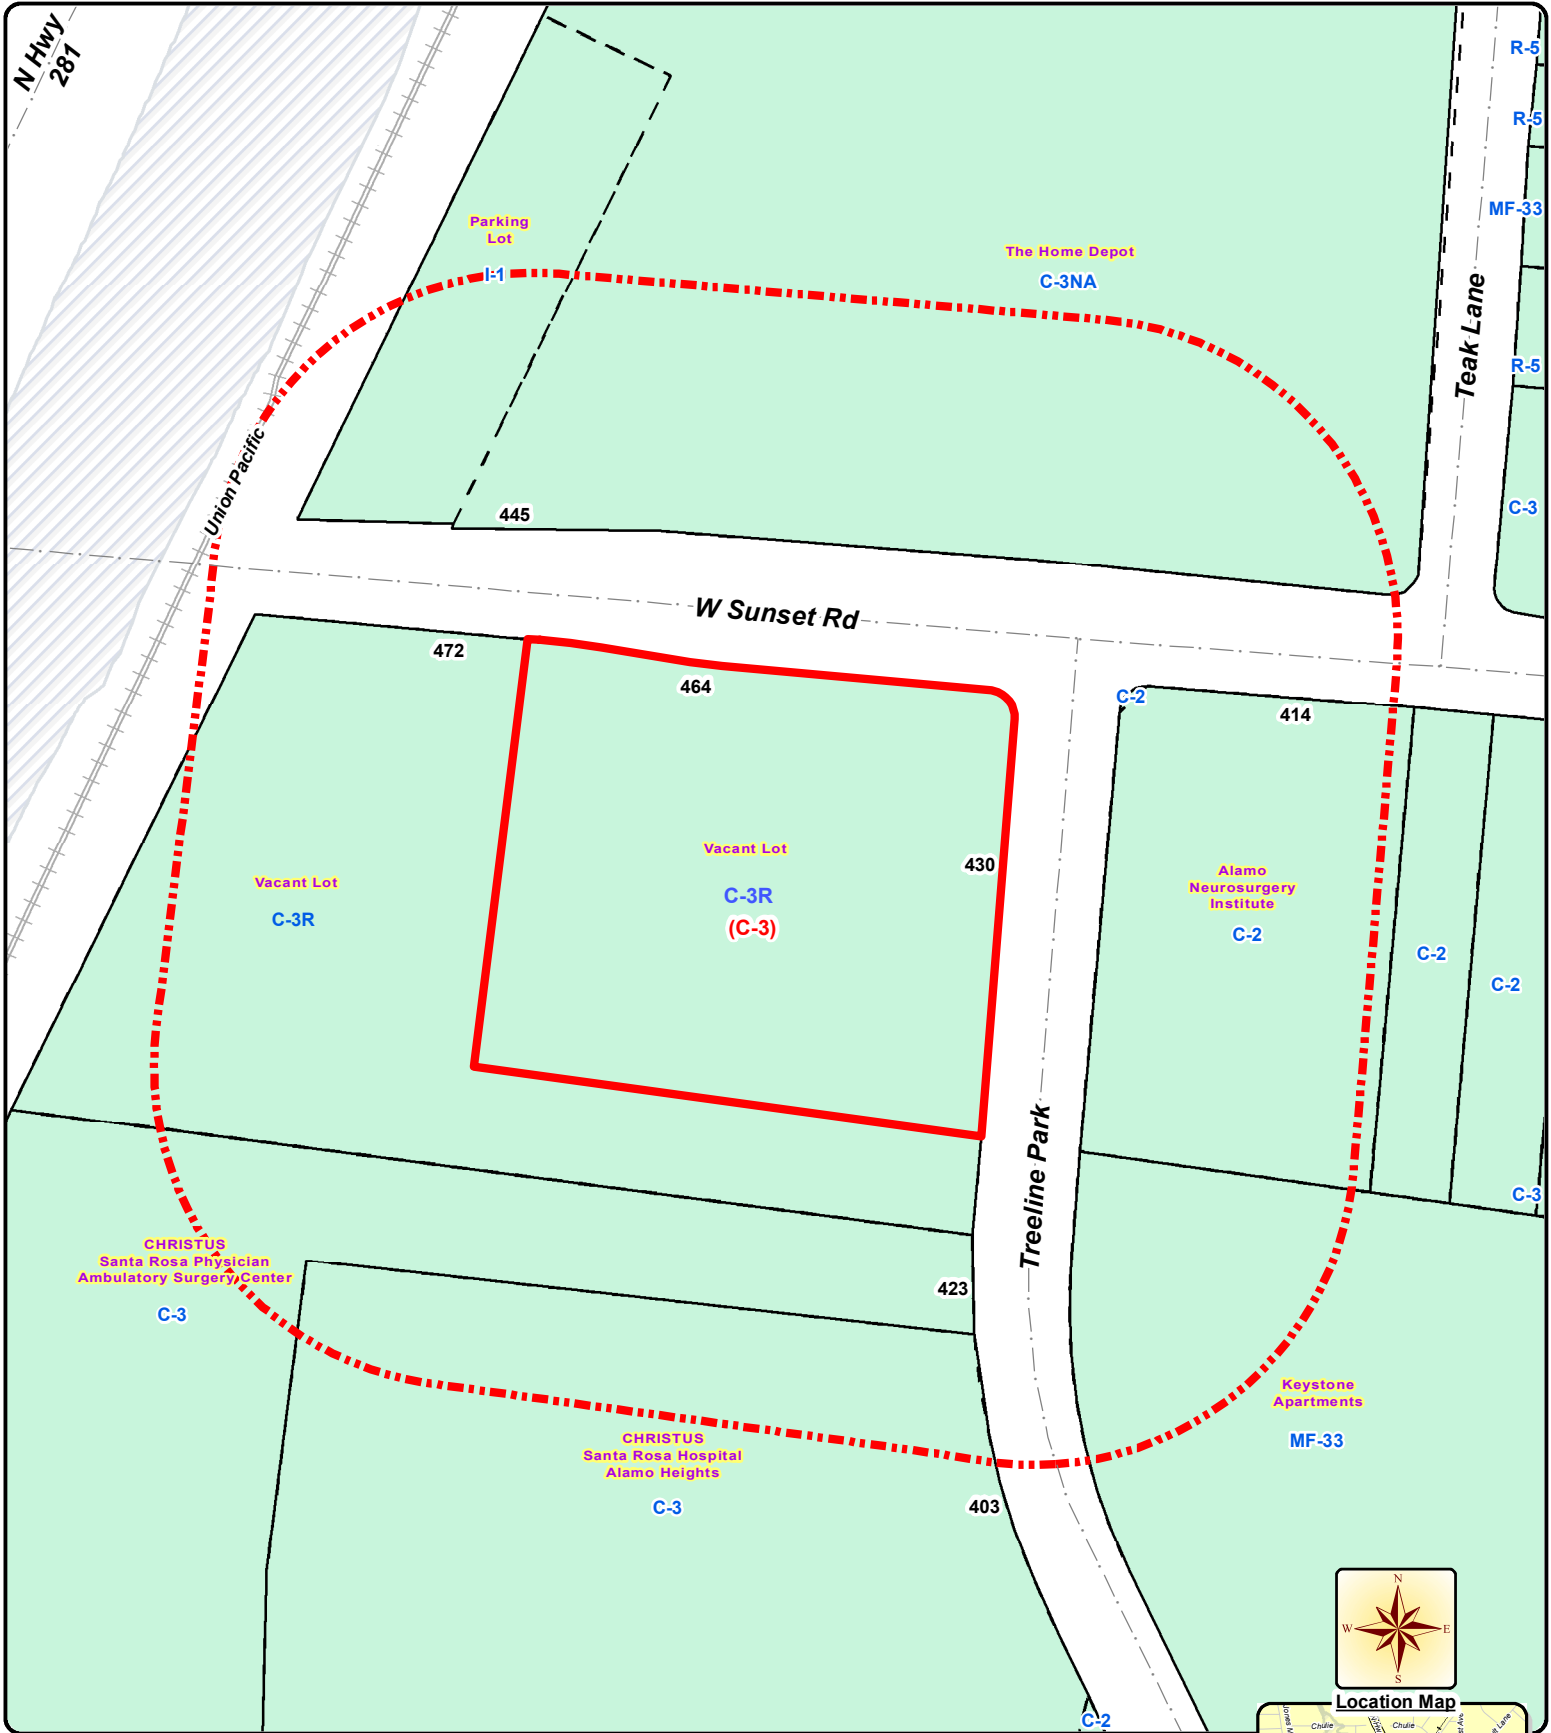 N Hwy
281
R-5
R-5
MF-33
Parking
Lot
I-1
The Home Depot
C-3NA
Teak Lane
R-5
Union Pacific
445
C-3
W Sunset Rd
472
464
C-2
414
Vacant Lot
C-3R
(C-3)
430
Vacant Lot
C-3R
Alamo
Neurosurgery
Institute
C-2
C-2
C-2
Treeline Park
C-3
CHRISTUS
Santa Rosa Physician
Ambulatory Surgery Center
C-3
423
Keystone
Apartments
MF-33
CHRISTUS
Santa Rosa Hospital
Alamo Heights
C-3
403
N
W
E
S
Location Map
C-2
Chulie
Chulie